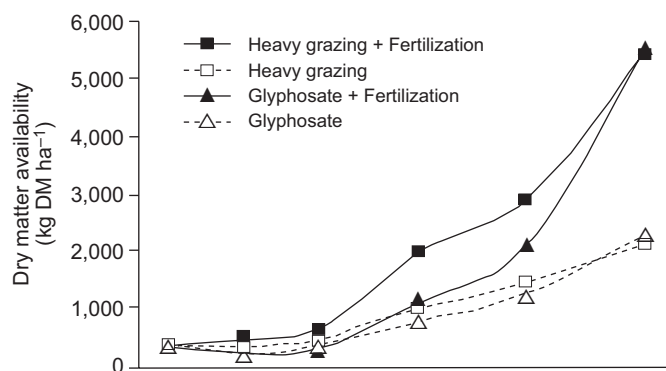 6,000
5,000
4,000
3,000
2,000
1,000
0
Dry matter availability
(kg DM ha⁻¹)
Heavy grazing + Fertilization
Heavy grazing
Glyphosate + Fertilization
Glyphosate